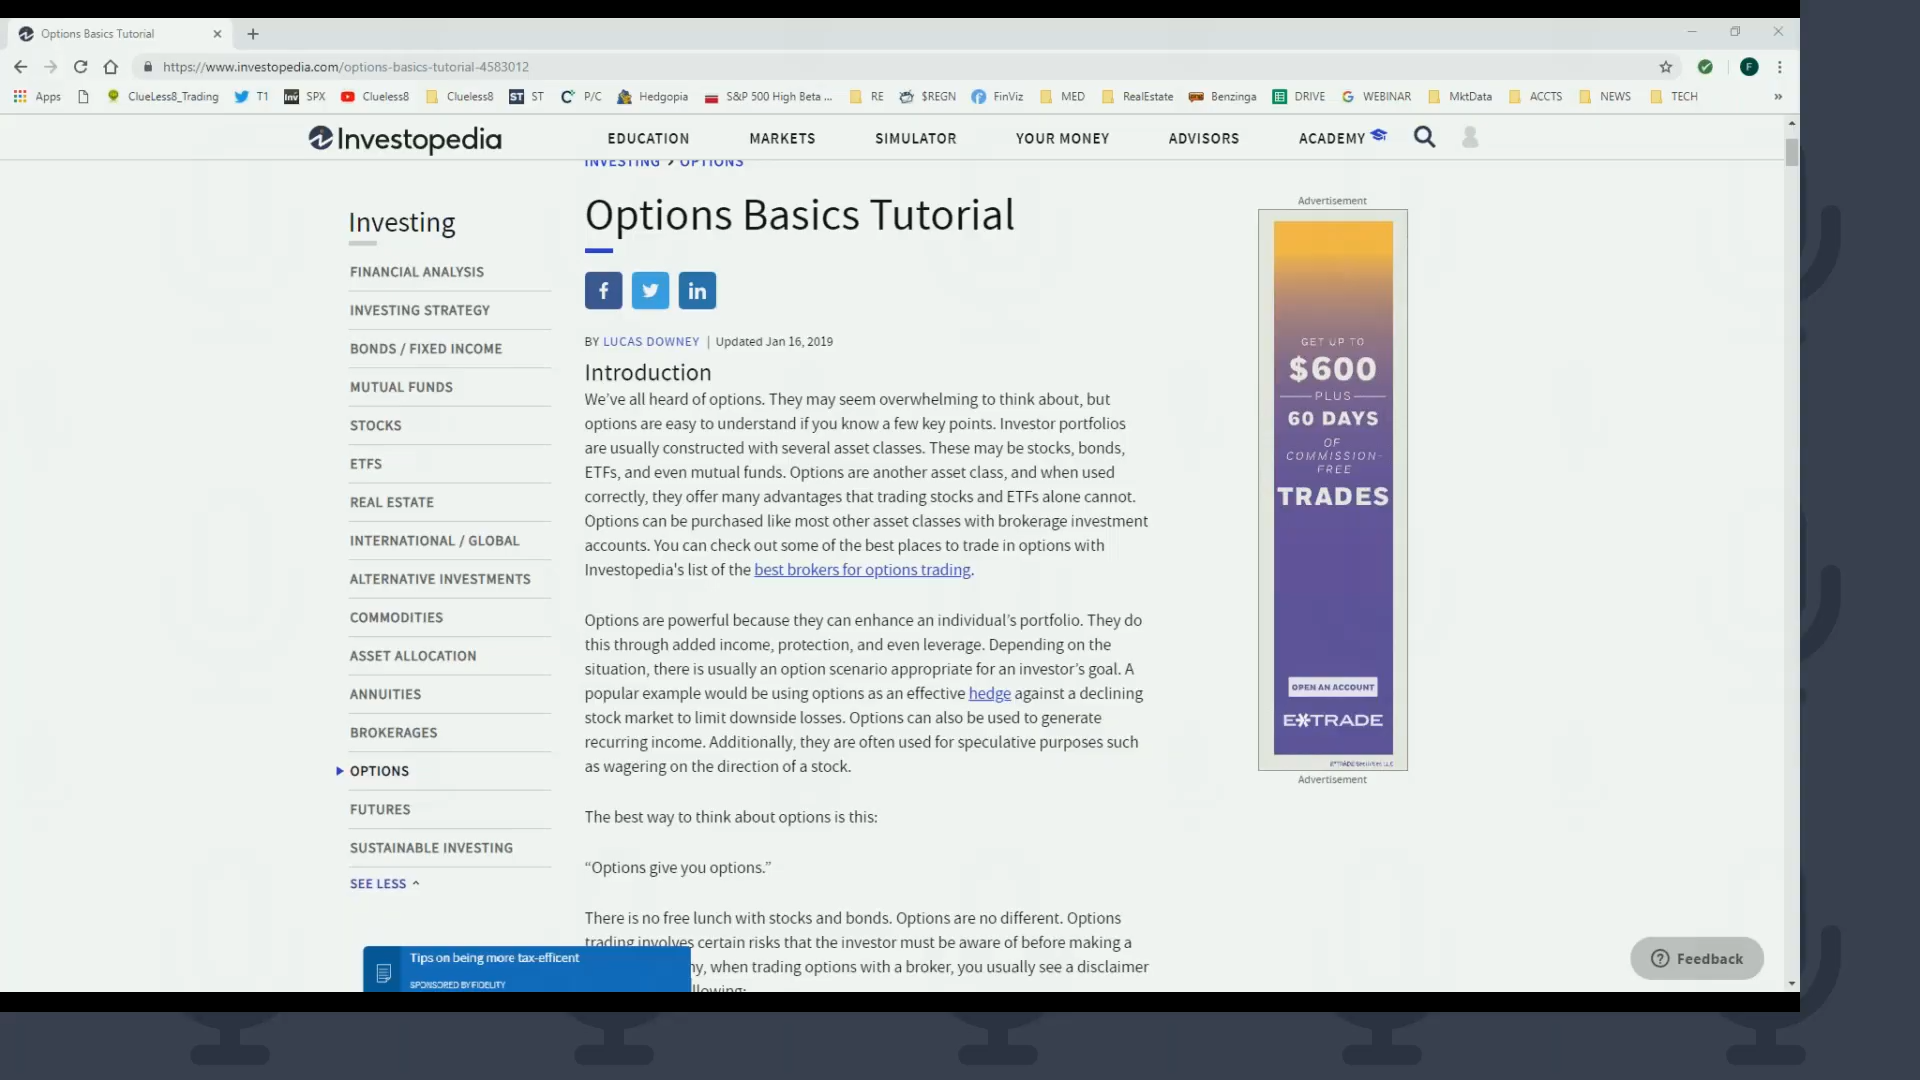 Options Basics Tutorial
https://www.investopedia.com/options-basics-tutorial-4583012
F
Apps ClueLess8_Trading T1 Inv SPX Clueless8 Clueless8 ST ST P/C Hedgopia S&P 500 High Beta ... RE $REGN FinViz MED RealEstate Benzinga DRIVE WEBINAR MktData ACCTS NEWS TECH »
Investopedia EDUCATION MARKETS SIMULATOR YOUR MONEY ADVISORS ACADEMY
INVESTING > OPTIONS
Investing
FINANCIAL ANALYSIS
INVESTING STRATEGY
BONDS / FIXED INCOME
MUTUAL FUNDS
STOCKS
ETFS
REAL ESTATE
INTERNATIONAL / GLOBAL
ALTERNATIVE INVESTMENTS
COMMODITIES
ASSET ALLOCATION
ANNUITIES
BROKERAGES
OPTIONS
FUTURES
SUSTAINABLE INVESTING
SEE LESS
Options Basics Tutorial
BY LUCAS DOWNEY | Updated Jan 16, 2019
Introduction
We've all heard of options. They may seem overwhelming to think about, but
options are easy to understand if you know a few key points. Investor portfolios
are usually constructed with several asset classes. These may be stocks, bonds,
ETFs, and even mutual funds. Options are another asset class, and when used
correctly, they offer many advantages that trading stocks and ETFs alone cannot.
Options can be purchased like most other asset classes with brokerage investment
accounts. You can check out some of the best places to trade in options with
Investopedia's list of the best brokers for options trading.
Options are powerful because they can enhance an individual's portfolio. They do
this through added income, protection, and even leverage. Depending on the
situation, there is usually an option scenario appropriate for an investor's goal. A
popular example would be using options as an effective hedge against a declining
stock market to limit downside losses. Options can also be used to generate
recurring income. Additionally, they are often used for speculative purposes such
as wagering on the direction of a stock.
The best way to think about options is this:
“Options give you options.”
There is no free lunch with stocks and bonds. Options are no different. Options
trading involves certain risks that the investor must be aware of before making a
when trading options with a broker, you usually see a disclaimer
Tips on being more tax-efficent
SPONSORED BY FIDELITY
Advertisement
GET UP TO
$600
PLUS
60 DAYS
OF
COMMISSION-
FREE
TRADES
OPEN AN ACCOUNT
E*TRADE
Advertisement
Feedback